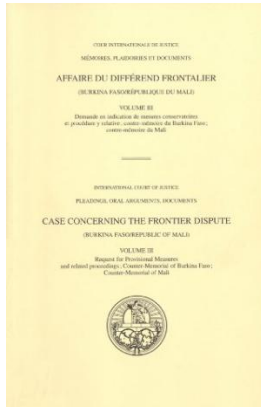 COUR INTERNATIONALE DE JUSTICE
MÉMOIRES, PLAIDOIRIES ET DOCUMENTS
AFFAIRE DU DIFFÉREND FRONTALIER
(BURKINA FASO/RÉPUBLIQUE DU MALI)
VOLUME III
Demande en indication de mesures conservatoires
et procédure y relative; contre-mémoire du Burkina Faso;
contre-mémoire du Mali
INTERNATIONAL COURT OF JUSTICE
PLEADINGS, ORAL ARGUMENTS, DOCUMENTS
CASE CONCERNING THE FRONTIER DISPUTE
(BURKINA FASO/REPUBLIC OF MALI)
VOLUME III
Request for Provisional Measures
and related proceedings; Counter-Memorial of Burkina Faso;
Counter-Memorial of Mali